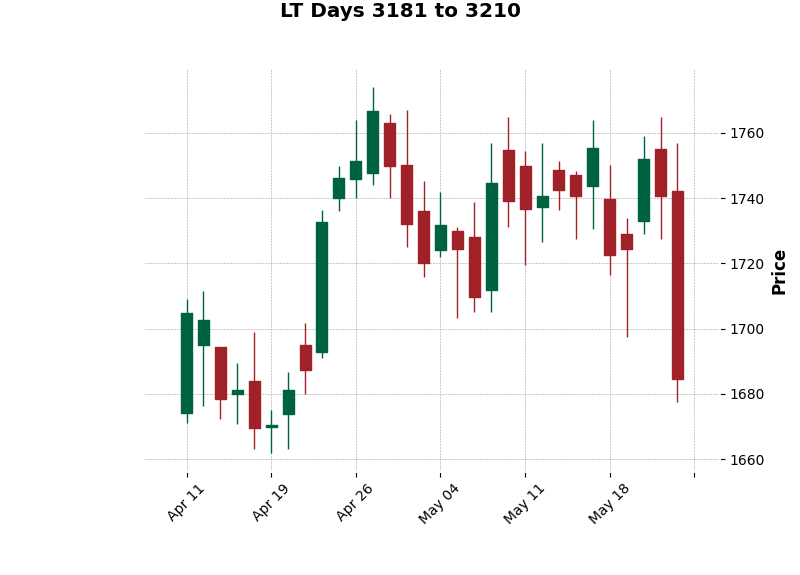 LT Days 3181 to 3210
1760
1740
1720
1700
1680
1660
Price
Apr 11
Apr 19
Apr 26
May 04
May 11
May 18